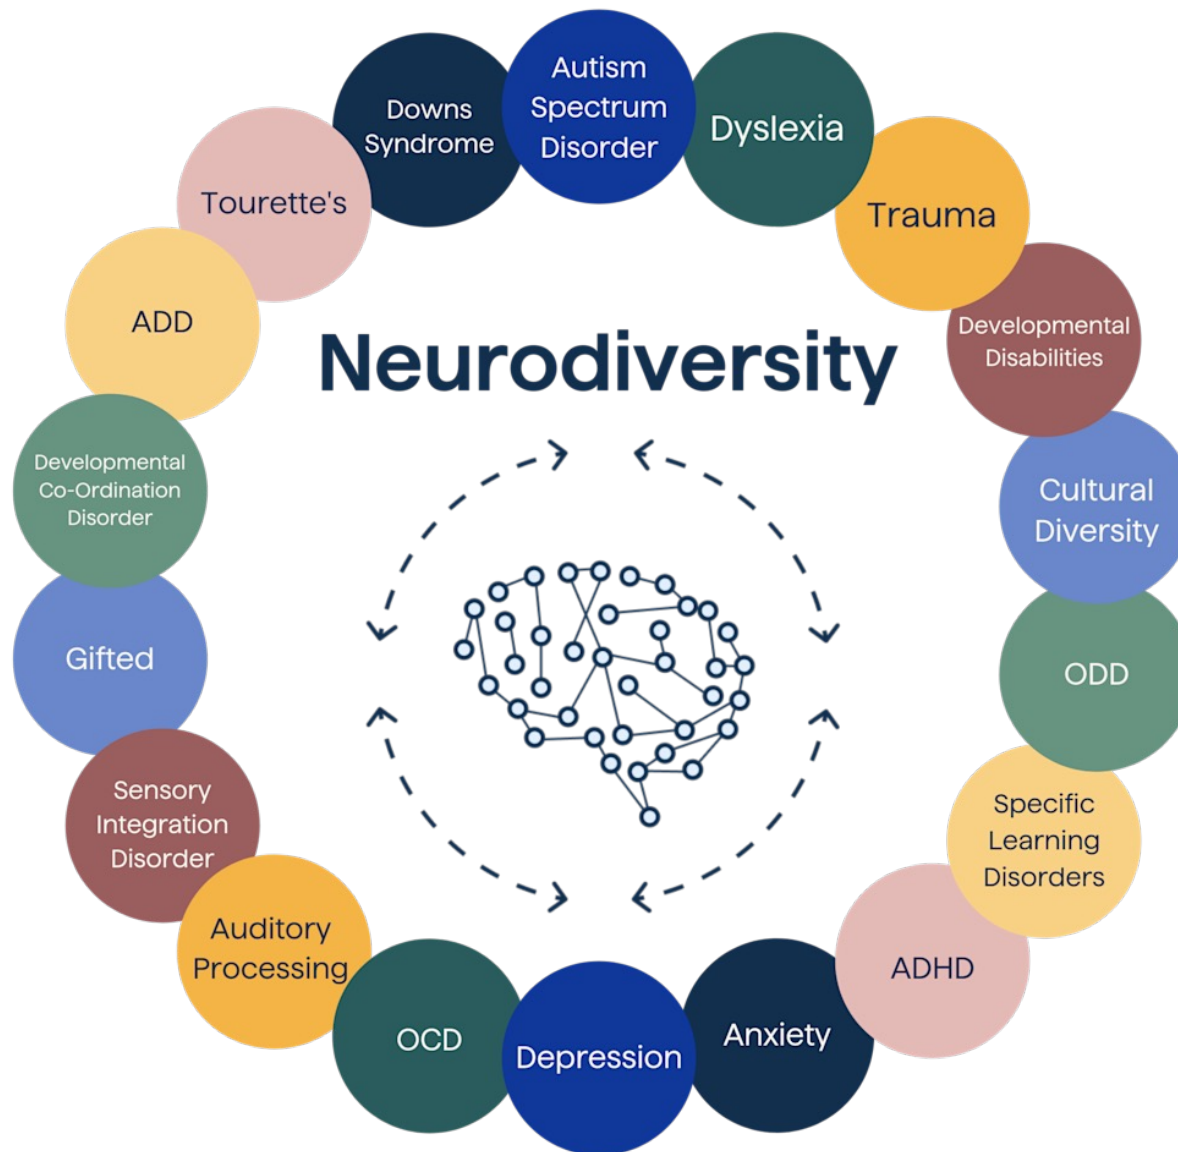 Autism
Spectrum
Disorder
Dyslexia
Trauma
Developmental
Disabilities
Cultural
Diversity
ODD
Specific
Learning
Disorders
ADHD
Anxiety
Depression
OCD
Auditory
Processing
Sensory
Integration
Disorder
Gifted
Developmental
Co-Ordination
Disorder
ADD
Tourette's
Downs
Syndrome
Neurodiversity